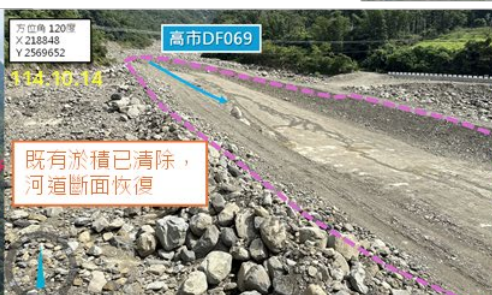 方位角 120度
X 218848
Y 2569652
114.10.14
高市DF069
既有淤積已清除，
河道斷面恢復